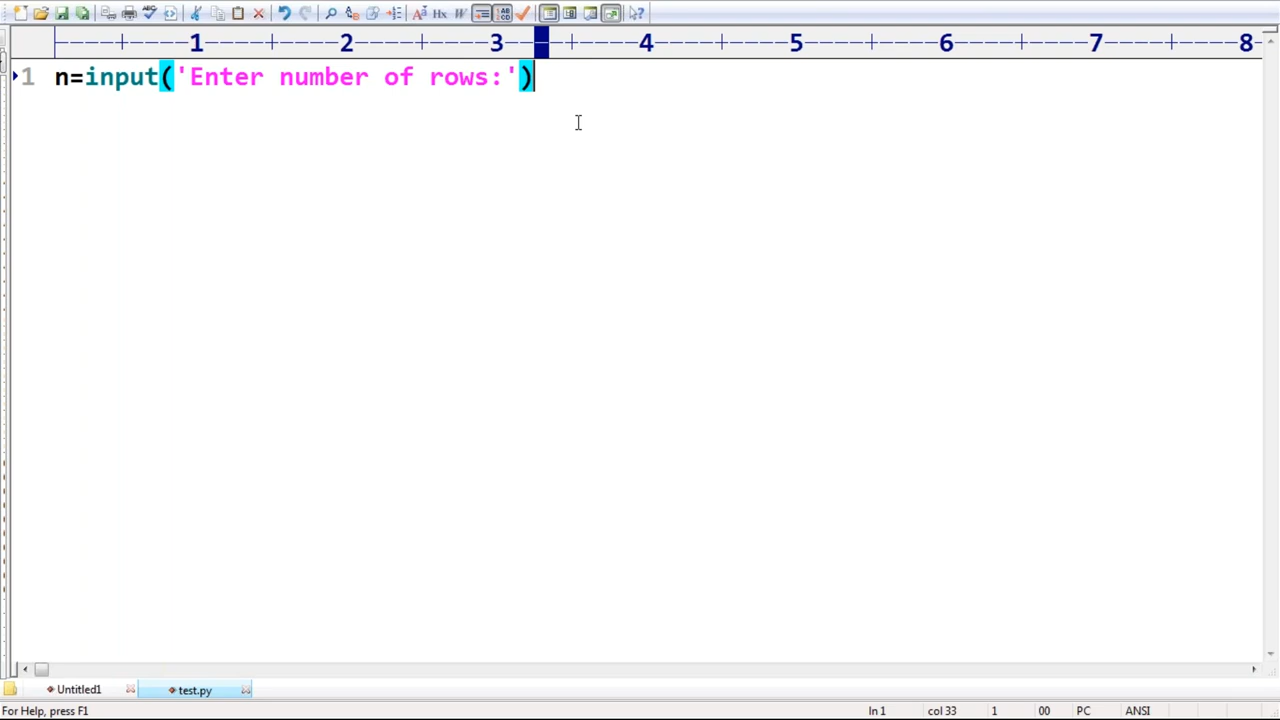 1 2 3 4 5 6 7 8
1 n=input('Enter number of rows:')
Untitled1 test.py
For Help, press F1 ln 1 col 33 1 00 PC ANSI